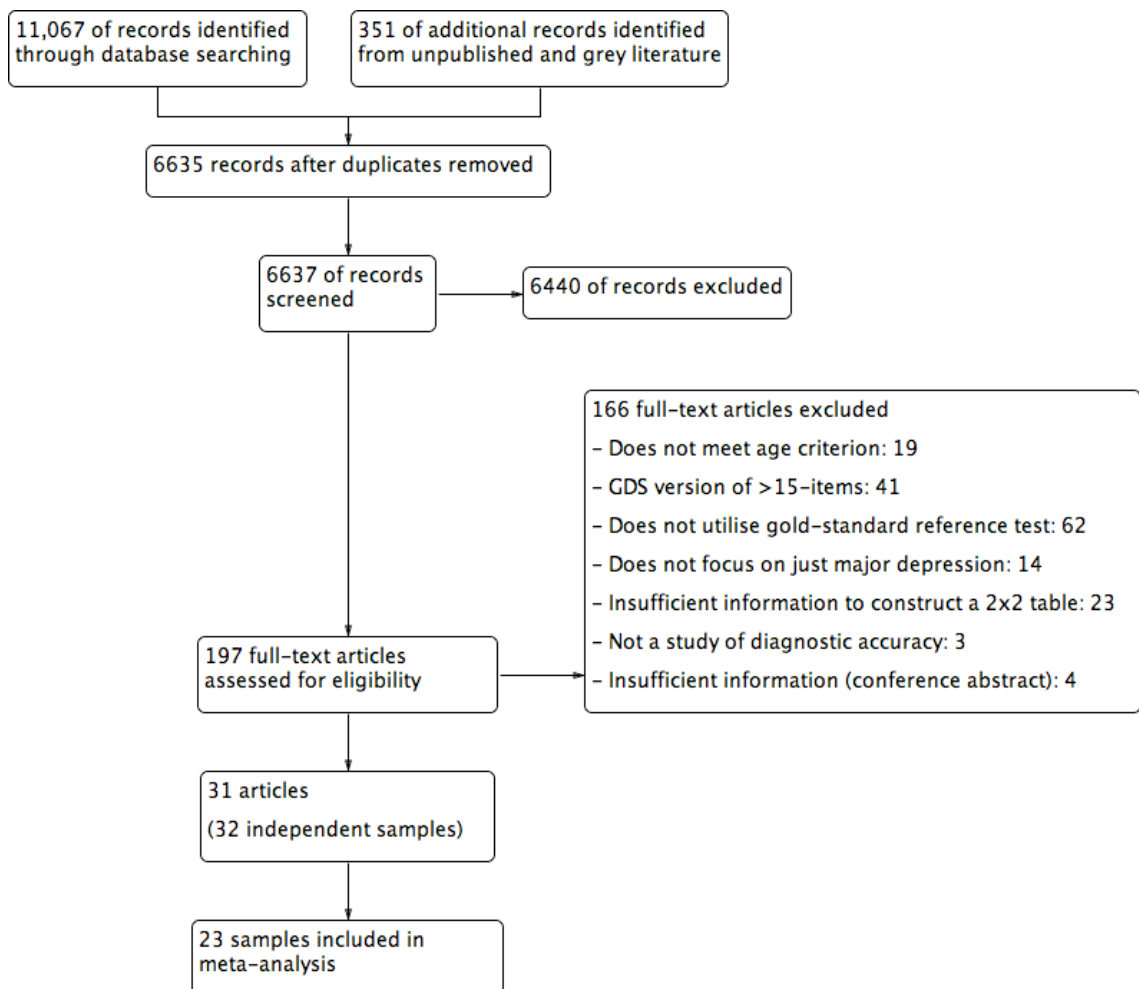 11,067 of records identified
through database searching
351 of additional records identified
from unpublished and grey literature
6635 records after duplicates removed
6637 of records
screened
6440 of records excluded
166 full-text articles excluded
– Does not meet age criterion: 19
– GDS version of >15-items: 41
– Does not utilise gold-standard reference test: 62
– Does not focus on just major depression: 14
– Insufficient information to construct a 2x2 table: 23
– Not a study of diagnostic accuracy: 3
– Insufficient information (conference abstract): 4
197 full-text articles
assessed for eligibility
31 articles
(32 independent samples)
23 samples included in
meta-analysis